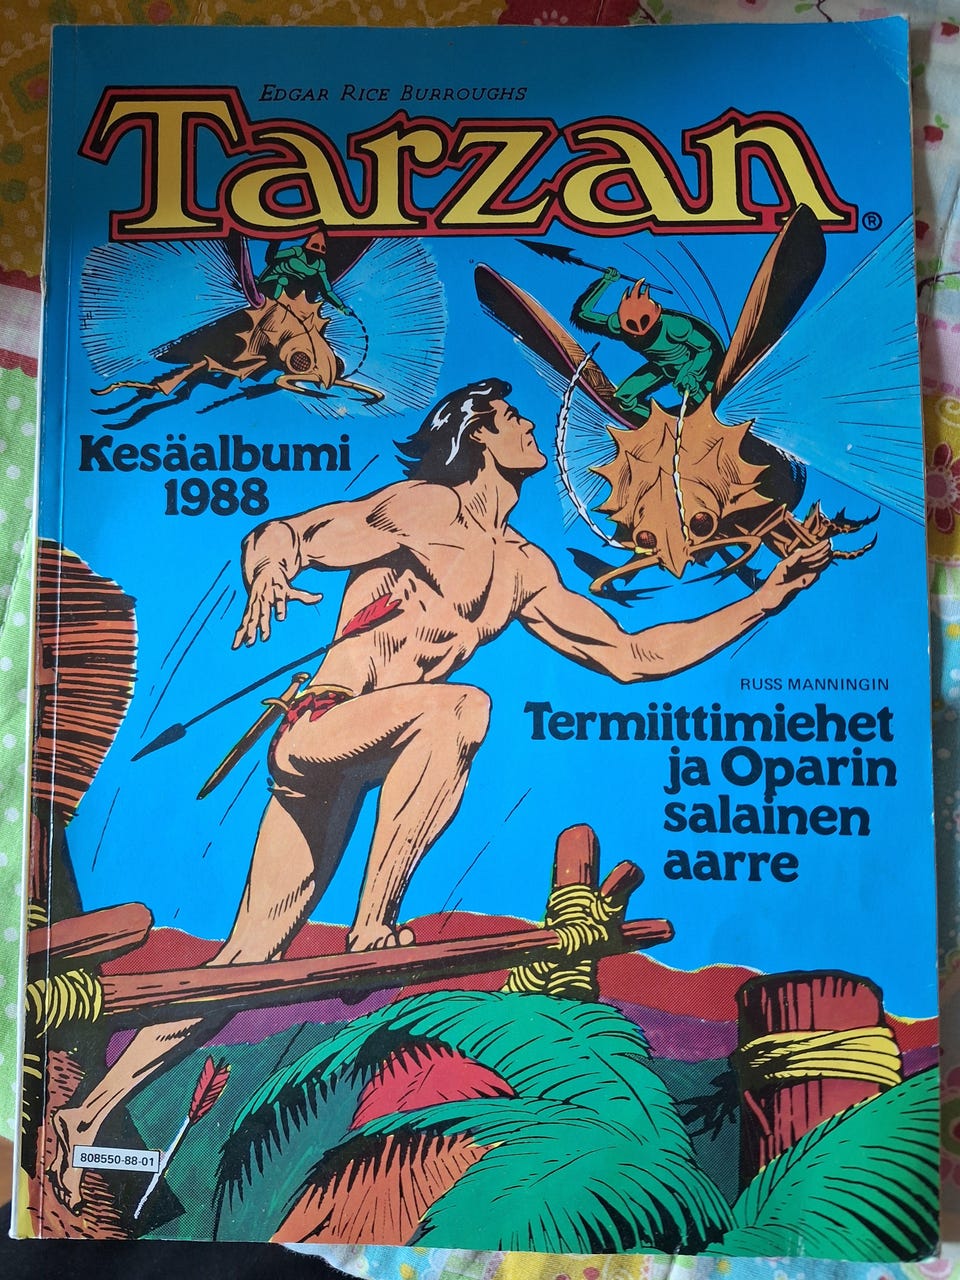 EDGAR RICE BURROUGHS
Tarzan®
Kesäalbumi
1988
RUSS MANNINGIN
Termiittimiehet
ja Oparin
salainen
aarre
808550-88-01